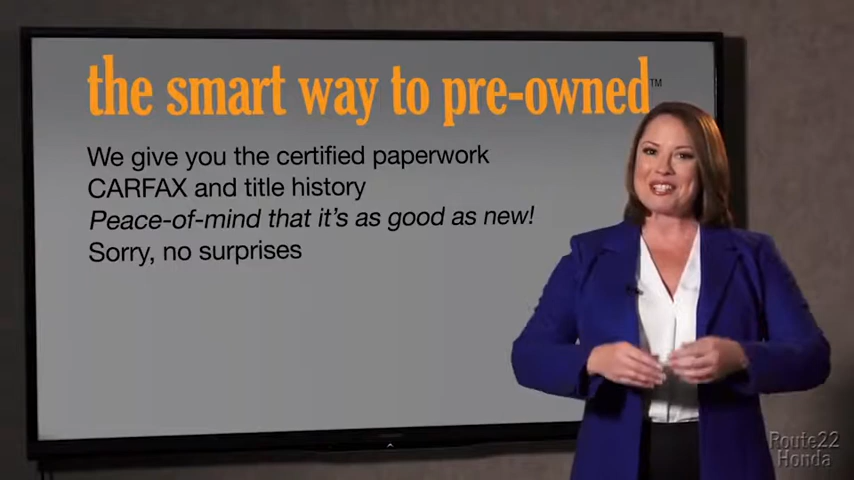 the smart way to pre-owned™
We give you the certified paperwork
CARFAX and title history
Peace-of-mind that it's as good as new!
Sorry, no surprises
Route22
Honda